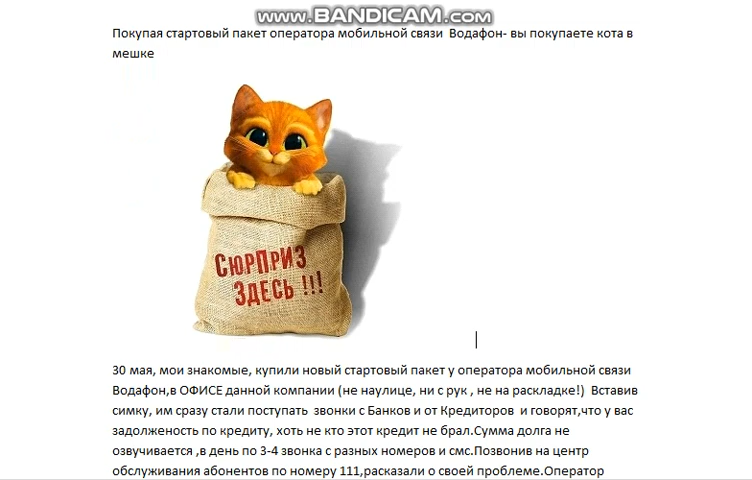 www.BANDICAM.com
Покупая стартовый пакет оператора мобильной связи Водафон- вы покупаете кота в
мешке
СЮРПРИЗ
ЗДЕСЬ !!!
30 мая, мои знакомые, купили новый стартовый пакет у оператора мобильной связи
Водафон,в ОФИСЕ данной компании (не наулице, ни с рук , не на раскладке!) Вставив
симку, им сразу стали поступать звонки с Банков и от Кредиторов и говорят,что у вас
задолженость по кредиту, хоть не кто этот кредит не брал.Сумма долга не
озвучивается ,в день по 3-4 звонка с разных номеров и смс.Позвонив на центр
обслуживания абонентов по номеру 111,рассказали о своей проблеме.Оператор